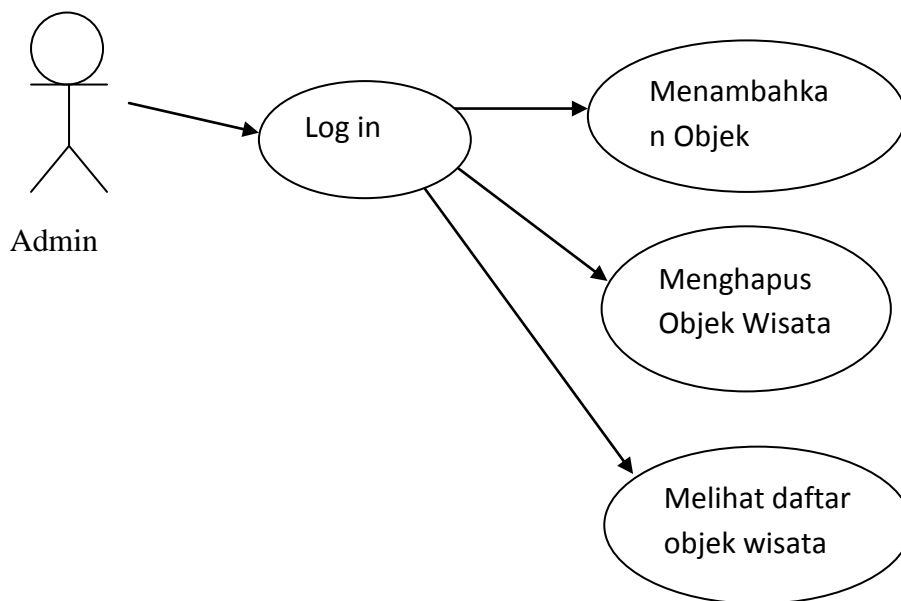 Log in
Menambahka
n Objek
Admin
Menghapus
Objek Wisata
Melihat daftar
objek wisata